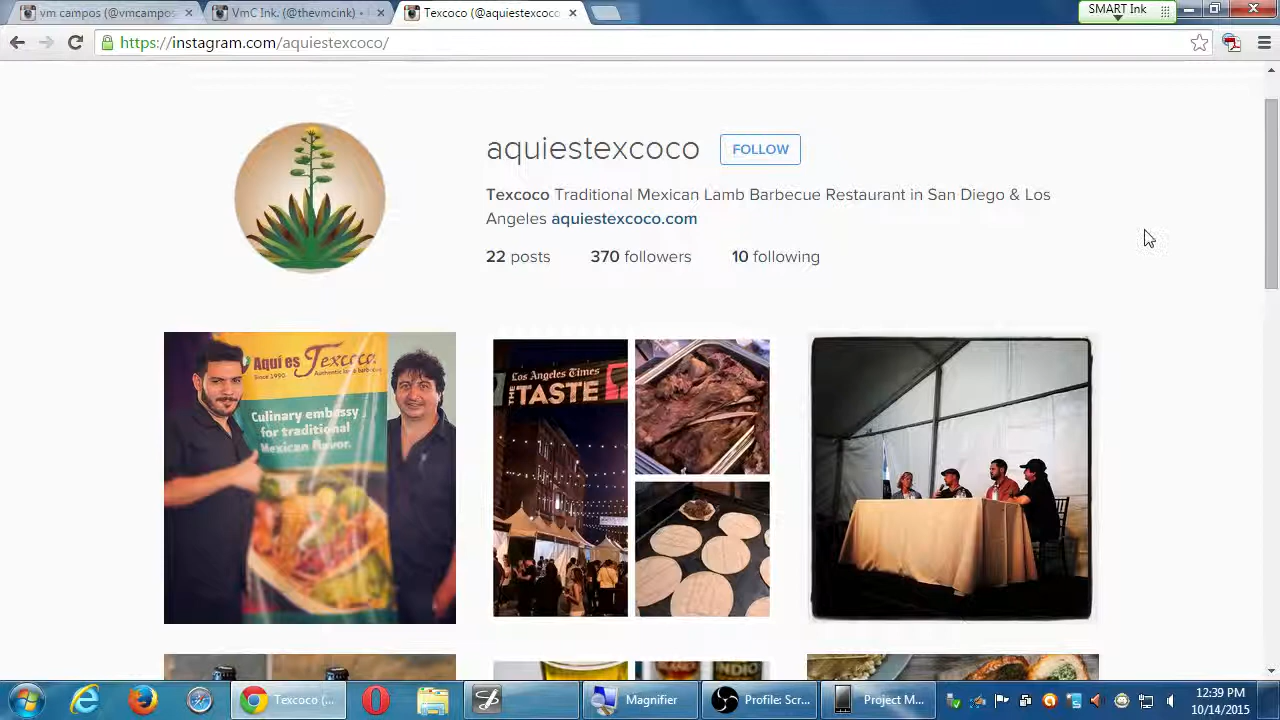 vm campos (@vmcampos
VmC Ink. (@thevmcink) •
Texcoco (@aquiestexcoco
SMART Ink
https://instagram.com/aquiestexcoco/
aquiestexcoco
FOLLOW
Texcoco Traditional Mexican Lamb Barbecue Restaurant in San Diego & Los
Angeles aquiestexcoco.com
22 posts
370 followers
10 following
Aquí es Texcoco
Since 1990
Authentic lamb barbecue
Culinary embassy
for traditional
Mexican flavor.
Los Angeles Times
THE TASTE
INDIO
Texcoco (...
Magnifier
Profile: Scr...
Project M...
12:39 PM
10/14/2015